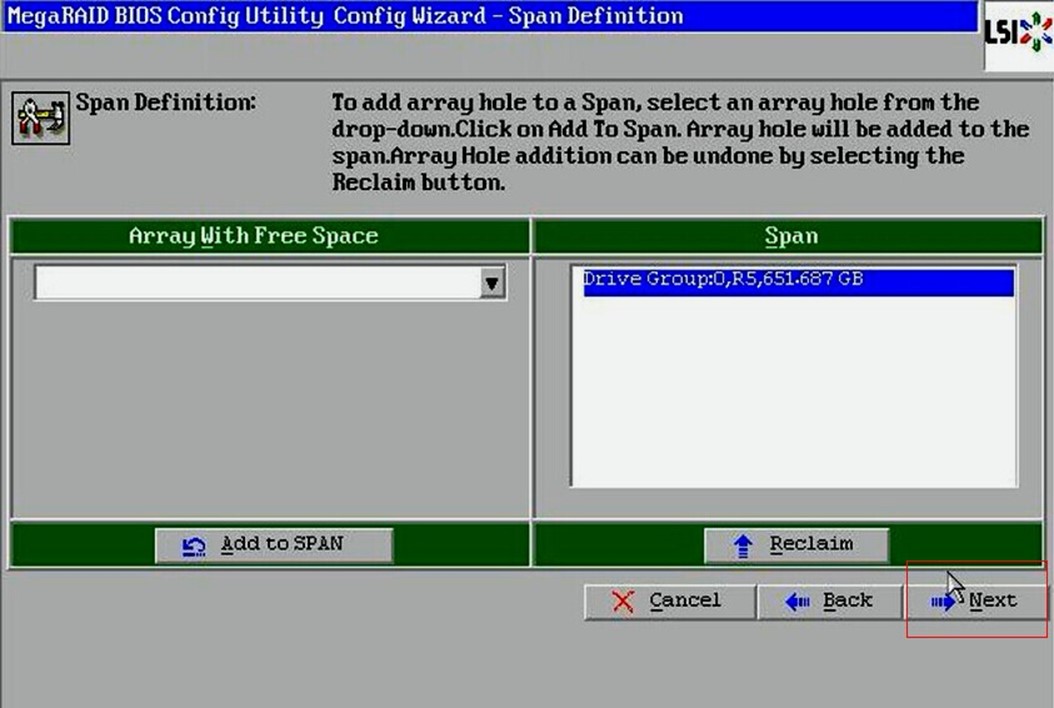 MegaRAID BIOS Config Utility Config Wizard - Span Definition
LSI
Span Definition:
To add array hole to a Span, select an array hole from the
drop-down.Click on Add To Span. Array hole will be added to the
span.Array Hole addition can be undone by selecting the
Reclaim button.
Array With Free Space
Span
Drive Group:0,R5,651.687 GB
Add to SPAN
Reclaim
Cancel
Back
Next